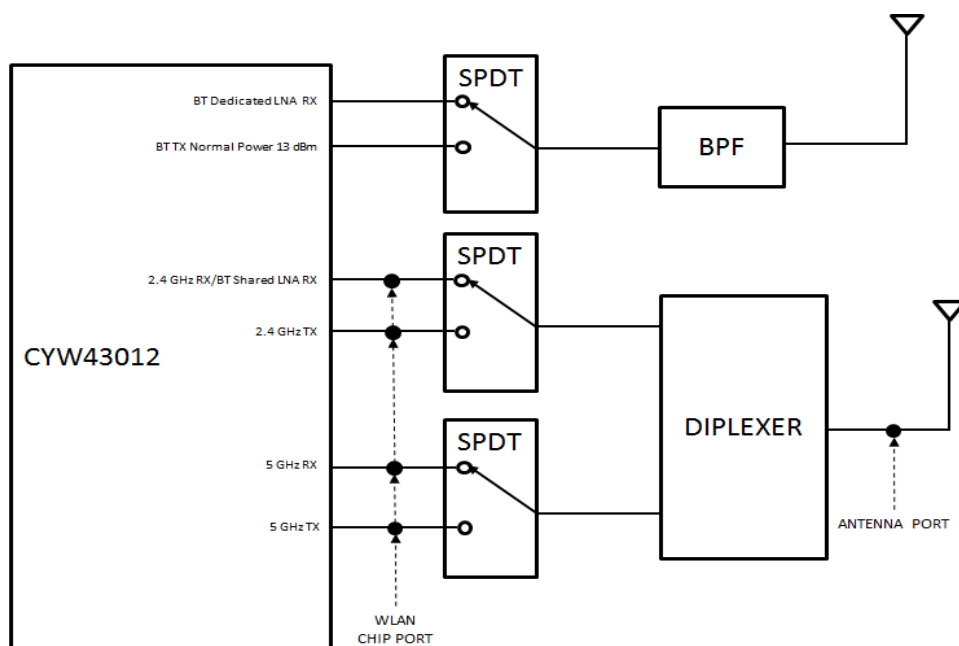 SPDT
BT Dedicated LNA RX
BT TX Normal Power 13 dBm
BPF
SPDT
2.4 GHz RX/BT Shared LNA RX
2.4 GHz TX
CYW43012
DIPLEXER
SPDT
5 GHz RX
5 GHz TX
ANTENNA PORT
WLAN
CHIP PORT